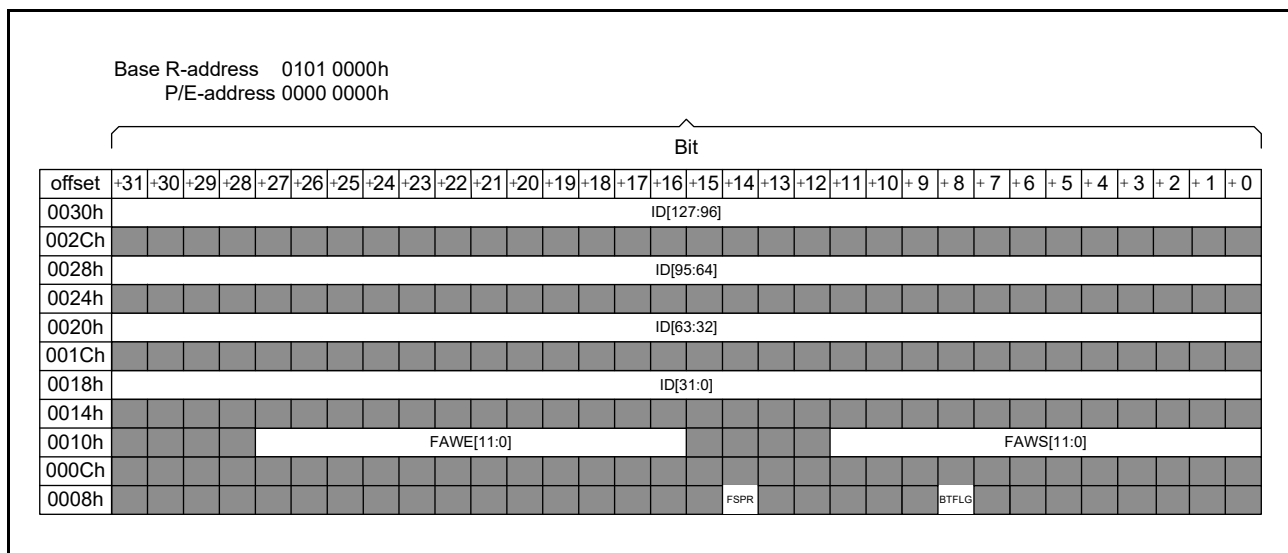 Base R-address 0101 0000h
P/E-address 0000 0000h
Bit
offset +31 +30 +29 +28 +27 +26 +25 +24 +23 +22 +21 +20 +19 +18 +17 +16 +15 +14 +13 +12 +11 +10 + 9 + 8 + 7 + 6 + 5 + 4 + 3 + 2 + 1 + 0
0030h ID[127:96]
002Ch
0028h ID[95:64]
0024h
0020h ID[63:32]
001Ch
0018h ID[31:0]
0014h
0010h FAWE[11:0] FAWS[11:0]
000Ch
0008h FSPR BTFLG